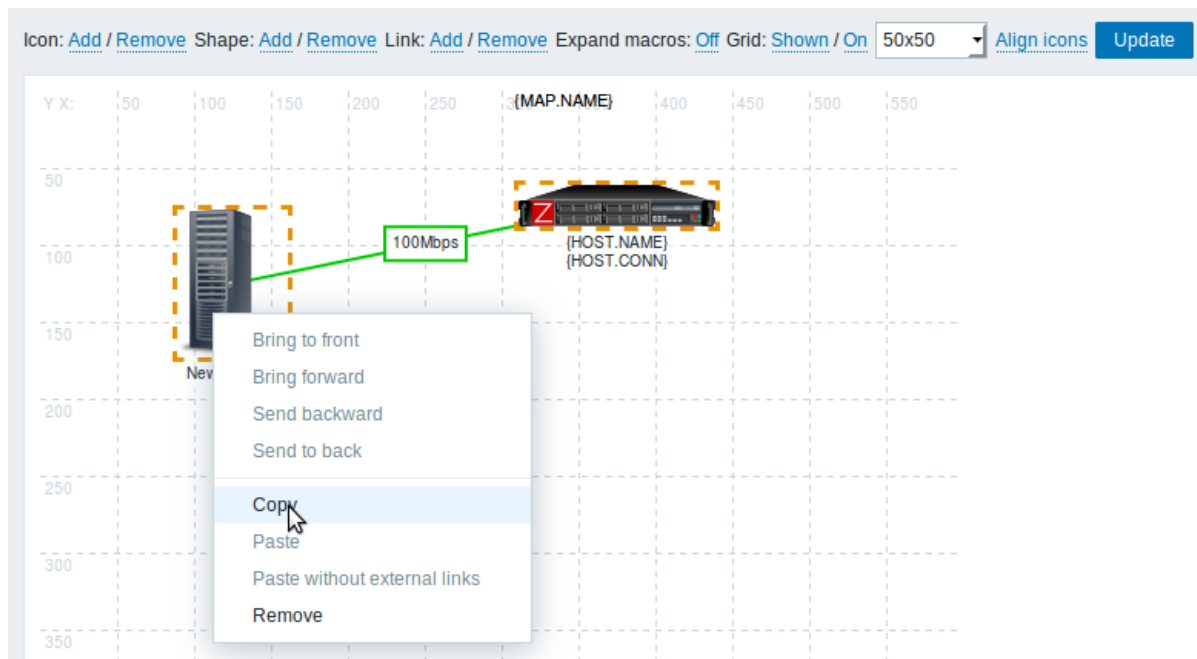 Icon: Add / Remove Shape: Add / Remove Link: Add / Remove Expand macros: Off Grid: Shown / On 50x50 Align icons Update
Y X: 50 100 150 200 250 {MAP.NAME} 400 450 500 550
50
Z
100Mbps
{HOST.NAME}
100
{HOST.CONN}
150
Bring to front
New
Bring forward
200
Send backward
Send to back
250
Copy
Paste
300
Paste without external links
Remove
350